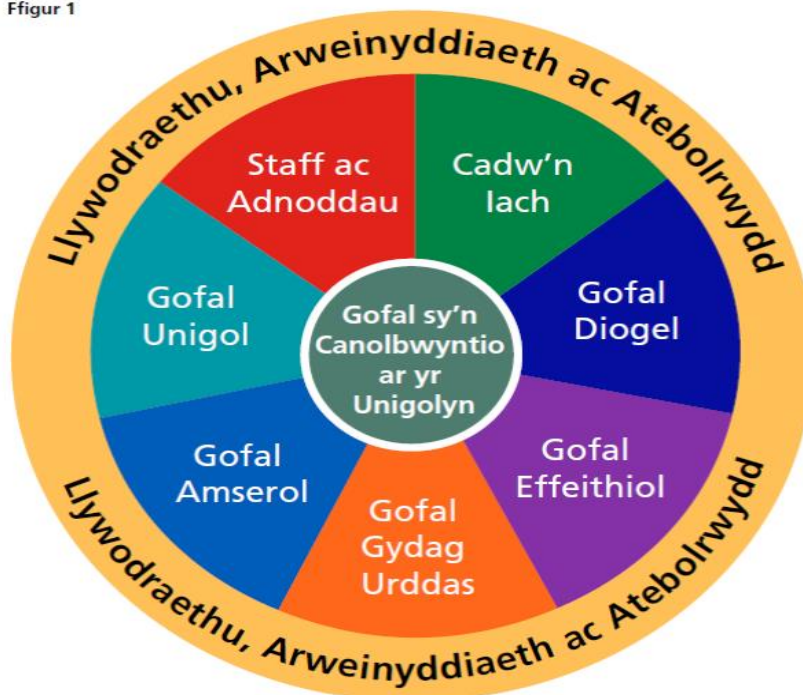 Ffigur 1
Llywodraethu, Arweinyddiaeth ac Atebolrwydd
Staff ac
Adnoddau
Cadw'n
Iach
Gofal
Unigol
Gofal
Diogel
Gofal sy'n
Canolbwyntio
ar yr
Unigolyn
Gofal
Amserol
Gofal
Effeithiol
Gofal
Gydag
Urddas
Llywodraethu, Arweinyddiaeth ac Atebolrwydd